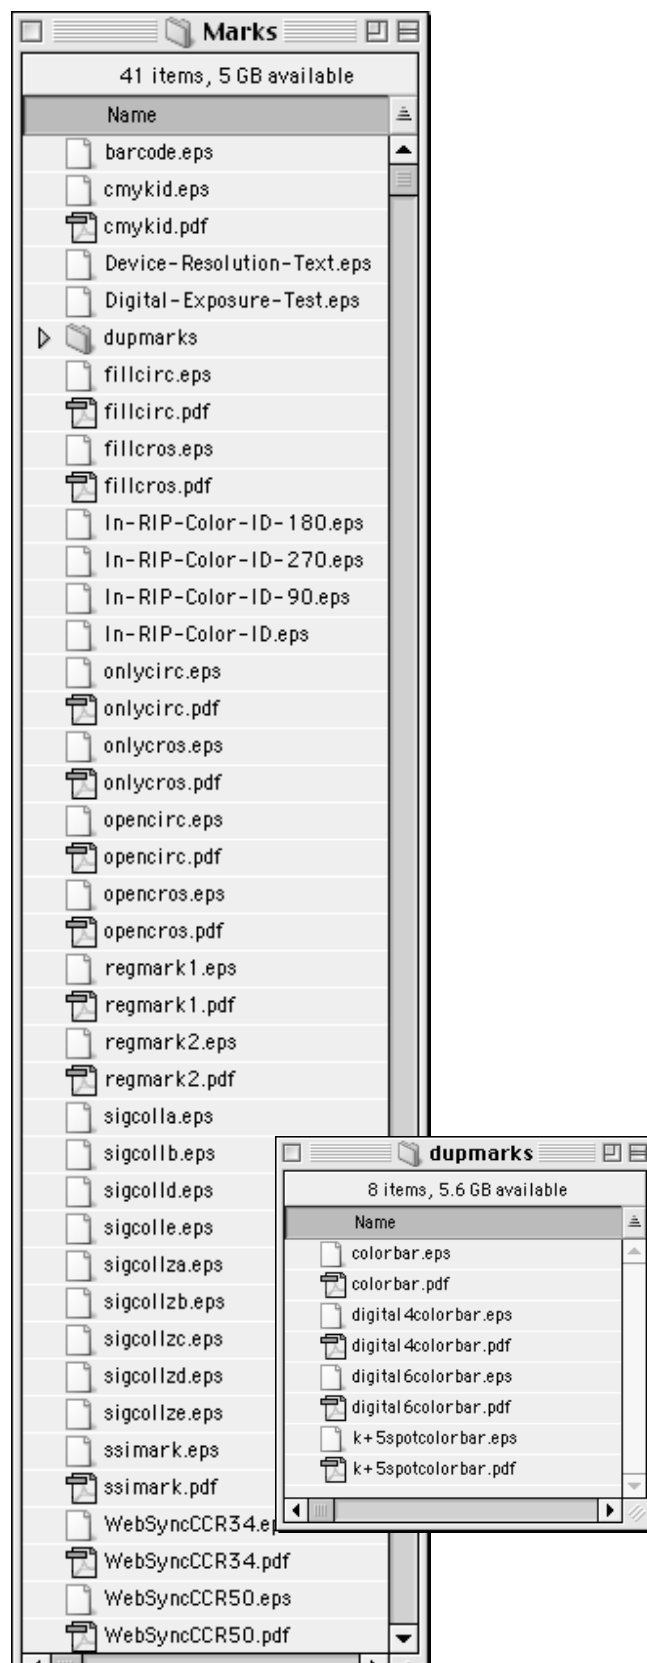 Marks
41 items, 5 GB available
Name
barcode.eps
cmykid.eps
cmykid.pdf
Device-Resolution-Text.eps
Digital-Exposure-Test.eps
dupmarks
fillcirc.eps
fillcirc.pdf
fillcros.eps
fillcros.pdf
In-RIP-Color-ID-180.eps
In-RIP-Color-ID-270.eps
In-RIP-Color-ID-90.eps
In-RIP-Color-ID.eps
onlycirc.eps
onlycirc.pdf
onlycros.eps
onlycros.pdf
opencirc.eps
opencirc.pdf
opencros.eps
opencros.pdf
regmark1.eps
regmark1.pdf
regmark2.eps
regmark2.pdf
sigcolla.eps
sigcollb.eps
sigcolld.eps
sigcolle.eps
sigcollza.eps
sigcollzb.eps
sigcollzc.eps
sigcollzd.eps
sigcollze.eps
ssimark.eps
ssimark.pdf
WebSyncCCR34.ep
WebSyncCCR34.pdf
WebSyncCCR50.eps
WebSyncCCR50.pdf
dupmarks
8 items, 5.6 GB available
Name
colorbar.eps
colorbar.pdf
digital4colorbar.eps
digital4colorbar.pdf
digital6colorbar.eps
digital6colorbar.pdf
k+5spotcolorbar.eps
k+5spotcolorbar.pdf